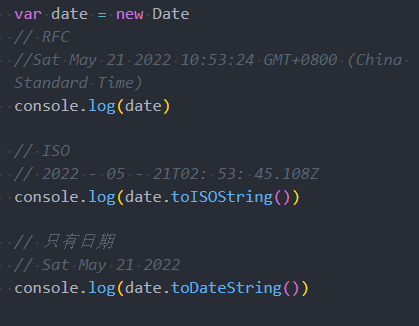 var date = new Date
// RFC
//Sat May 21 2022 10:53:24 GMT+0800 (China
Standard Time)
console.log(date)
// ISO
// 2022 - 05 - 21T02: 53: 45.108Z
console.log(date.toISOString())
// 只有日期
// Sat May 21 2022
console.log(date.toDateString())